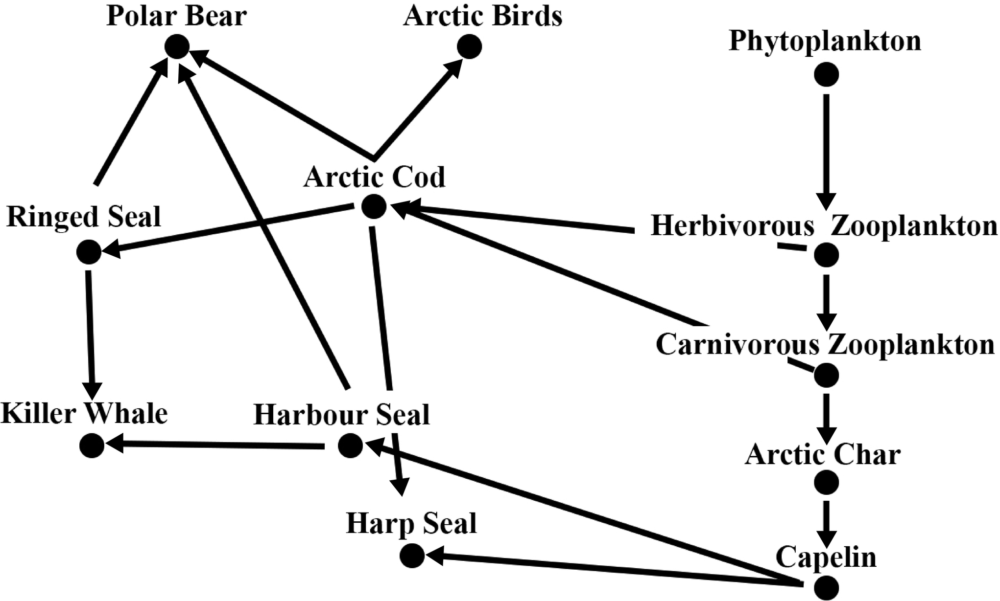 Polar Bear
Arctic Birds
Phytoplankton
Arctic Cod
Ringed Seal
Herbivorous Zooplankton
Carnivorous Zooplankton
Killer Whale
Harbour Seal
Arctic Char
Harp Seal
Capelin